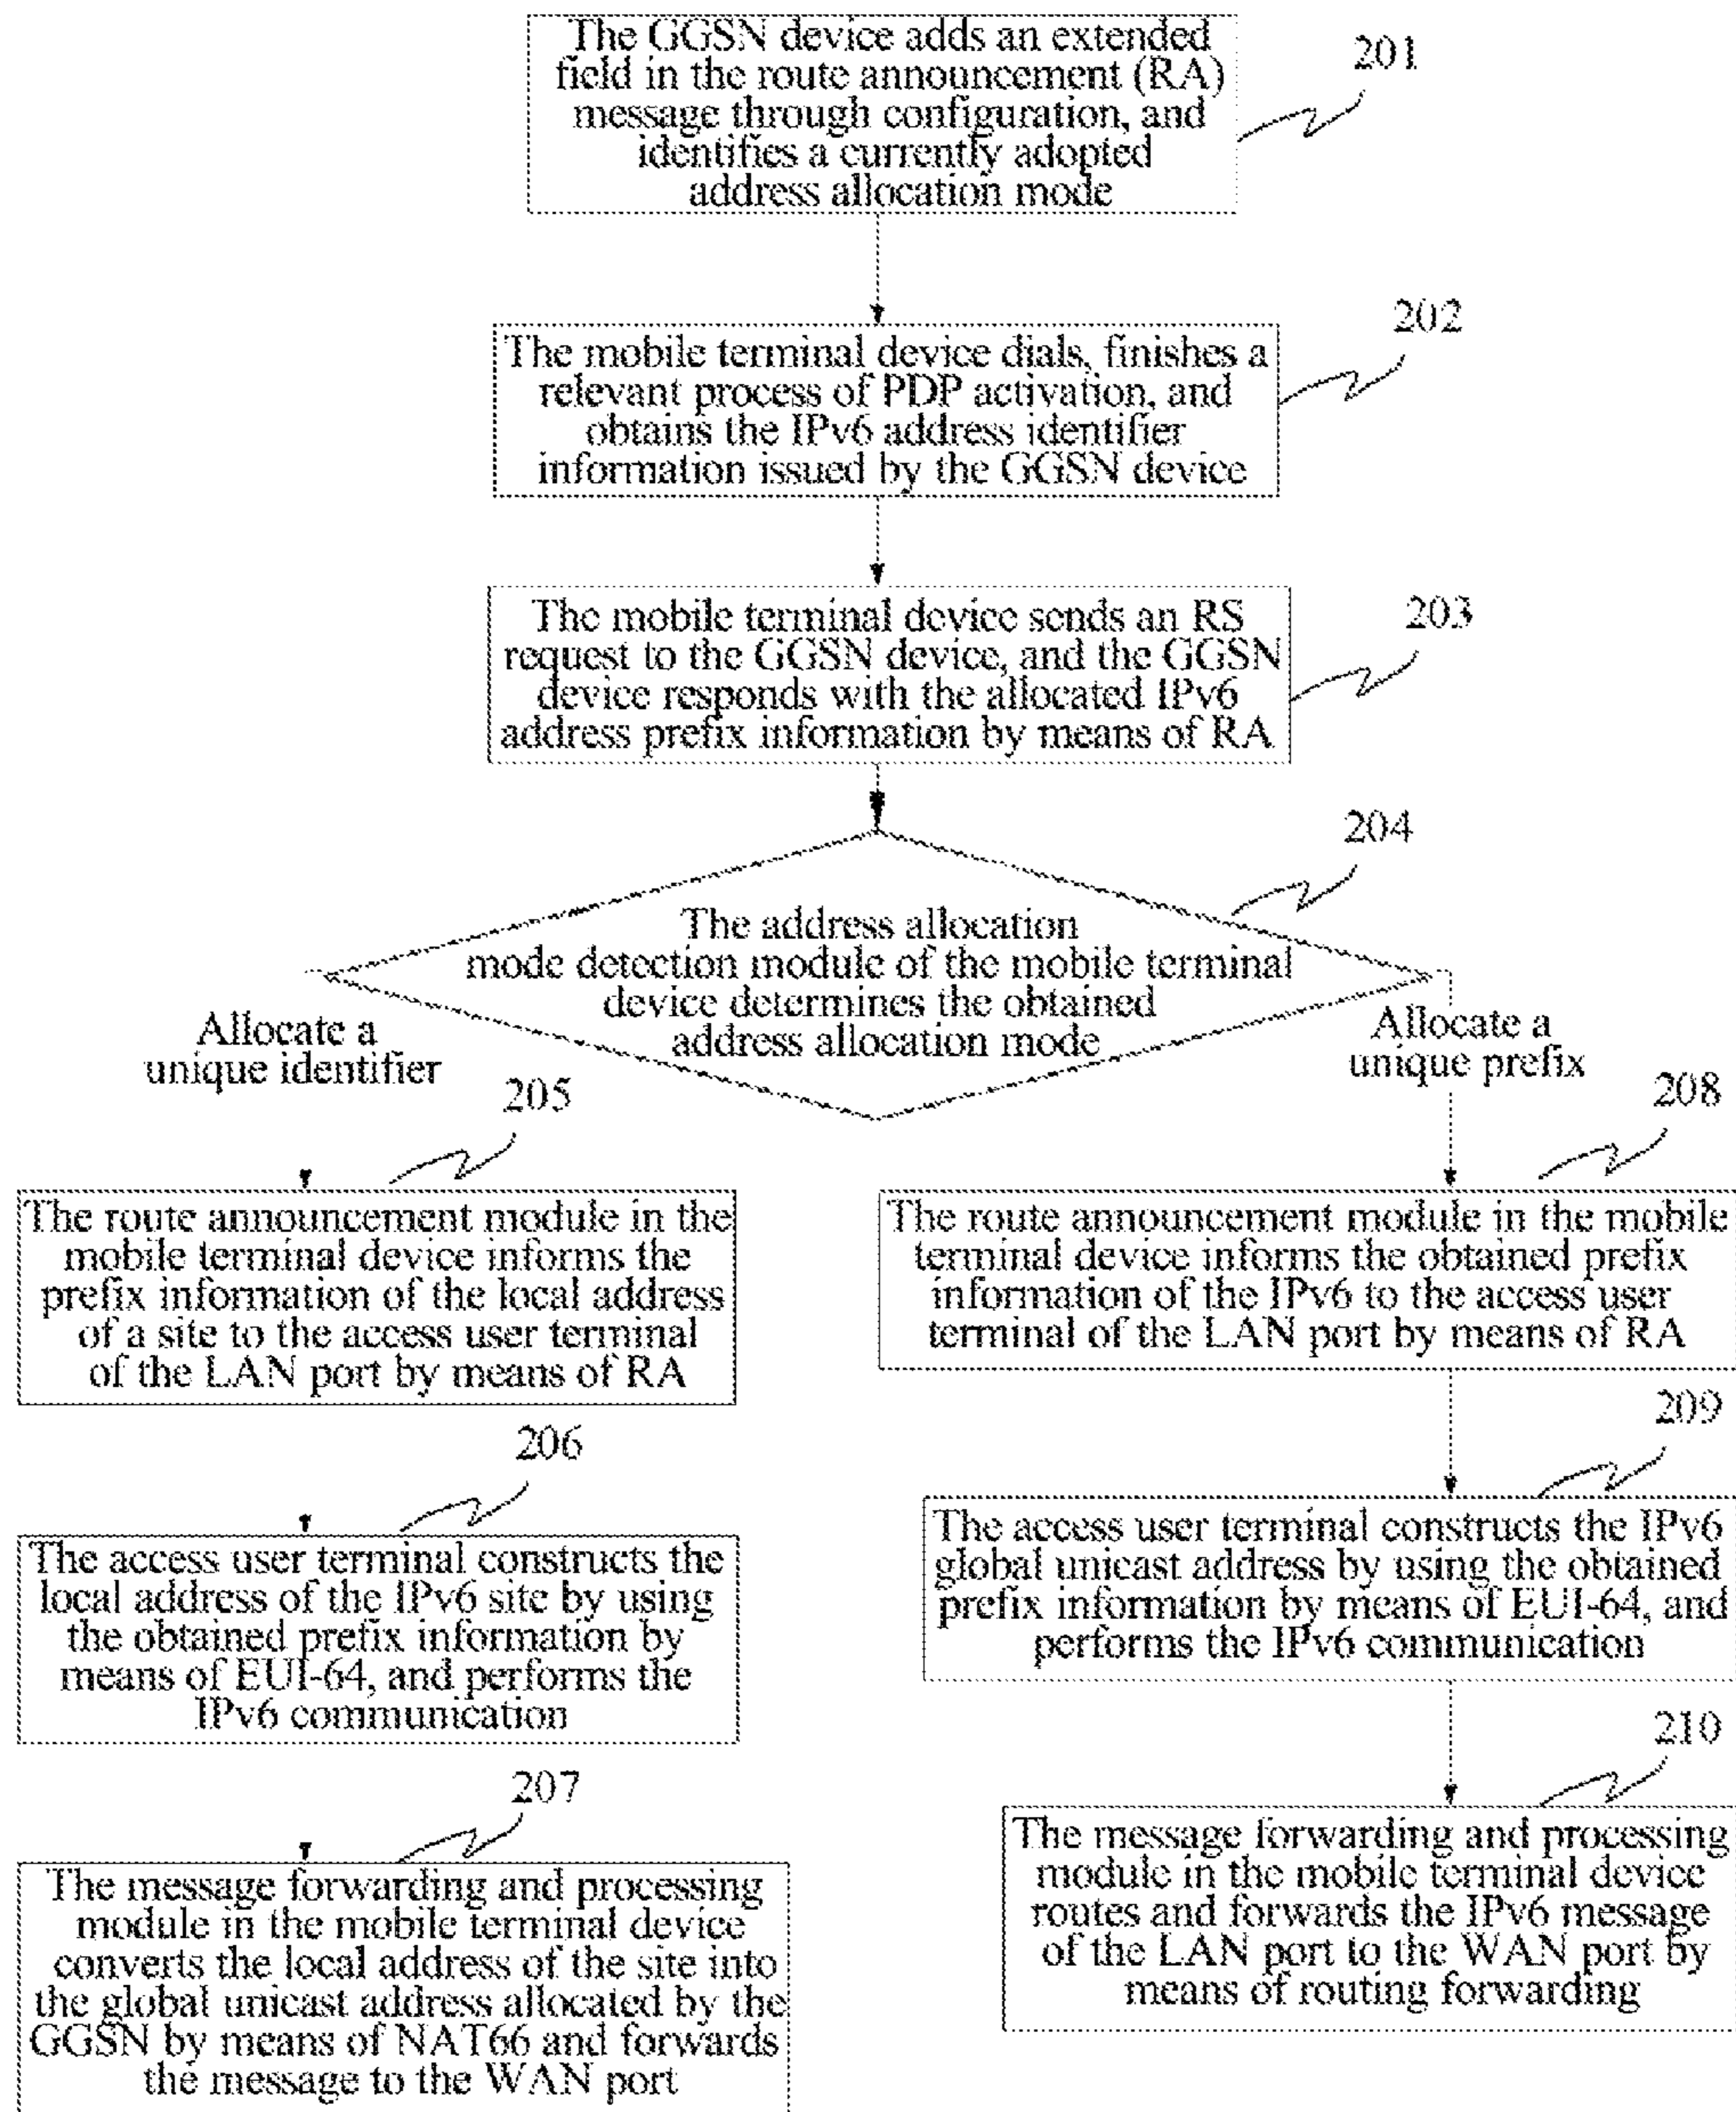 The GGSN device adds an extended
field in the route announcement (RA)
message through configuration, and
identifies a currently adopted
address allocation mode
201
The mobile terminal device dials, finishes a
relevant process of PDP activation, and
obtains the IPv6 address identifier
information issued by the GGSN device
202
The mobile terminal device sends an RS
request to the GGSN device, and the GGSN
device responds with the allocated IPv6
address prefix information by means of RA
203
The address allocation
mode detection module of the mobile terminal
device determines the obtained
address allocation mode
204
Allocate a
unique identifier
Allocate a
unique prefix
205
The route announcement module in the
mobile terminal device informs the
prefix information of the local address
of a site to the access user terminal
of the LAN port by means of RA
206
The access user terminal constructs the
local address of the IPv6 site by using
the obtained prefix information by
means of EUI-64, and performs the
IPv6 communication
207
The message forwarding and processing
module in the mobile terminal device
converts the local address of the site into
the global unicast address allocated by the
GGSN by means of NAT66 and forwards
the message to the WAN port
208
The route announcement module in the mobile
terminal device informs the obtained prefix
information of the IPv6 to the access user
terminal of the LAN port by means of RA
209
The access user terminal constructs the IPv6
global unicast address by using the obtained
prefix information by means of EUI-64, and
performs the IPv6 communication
210
The message forwarding and processing
module in the mobile terminal device
routes and forwards the IPv6 message
of the LAN port to the WAN port by
means of routing forwarding